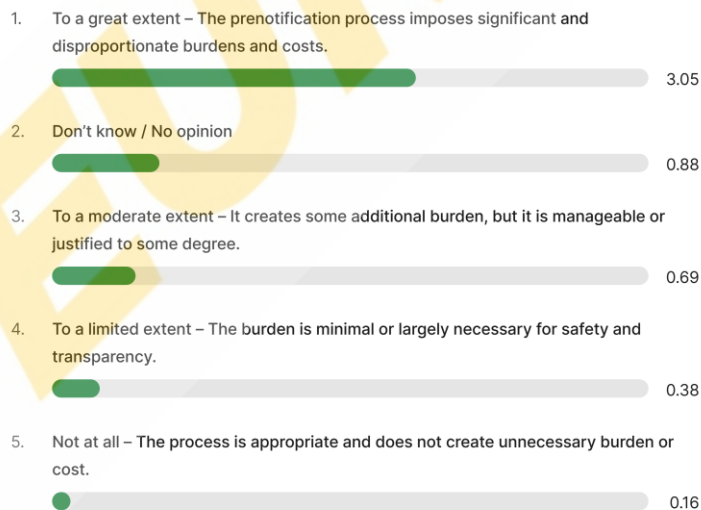 1. To a great extent – The prenotification process imposes significant and
disproportionate burdens and costs.
3.05
2. Don't know / No opinion
0.88
3. To a moderate extent – It creates some additional burden, but it is manageable or
justified to some degree.
0.69
4. To a limited extent – The burden is minimal or largely necessary for safety and
transparency.
0.38
5. Not at all – The process is appropriate and does not create unnecessary burden or
cost.
0.16